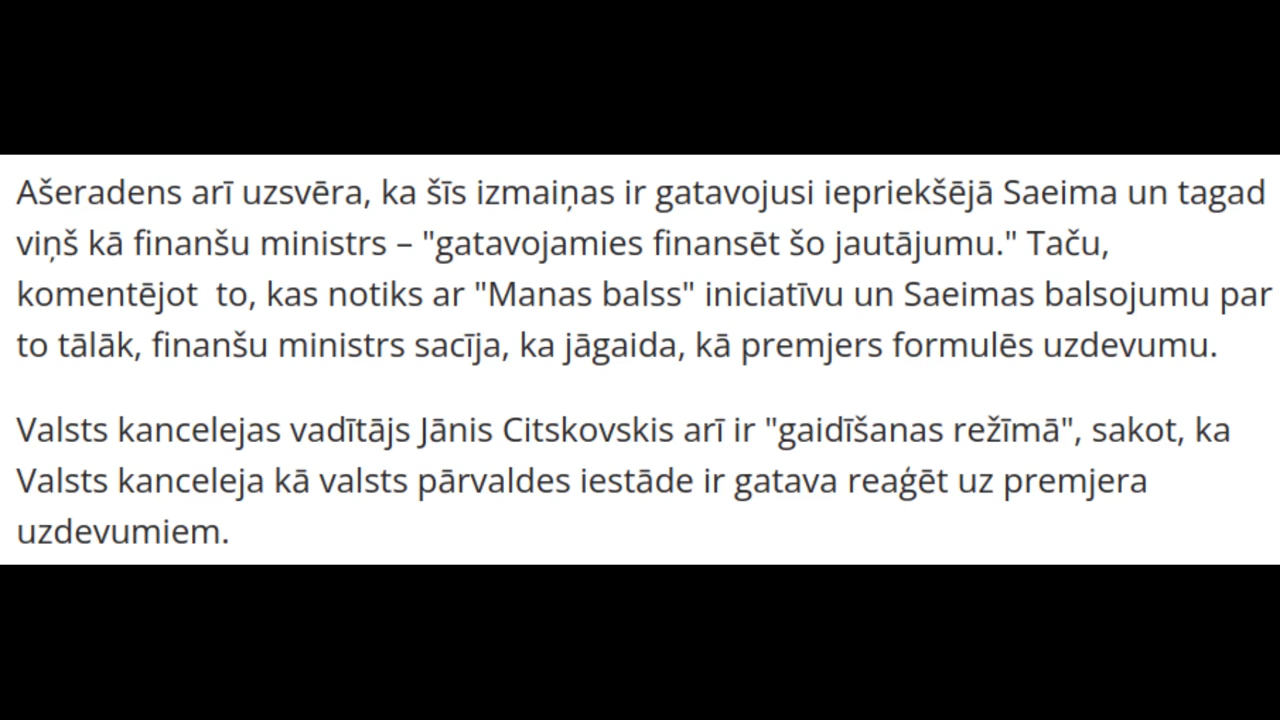 Ašeradens arī uzsvēra, ka šīs izmaiņas ir gatavojusi iepriekšējā Saeima un tagad
viņš kā finanšu ministrs – "gatavojamies finansēt šo jautājumu." Taču,
komentējot  to, kas notiks ar "Manas balss" iniciatīvu un Saeimas balsojumu par
to tālāk, finanšu ministrs sacīja, ka jāgaida, kā premjers formulēs uzdevumu.
Valsts kancelejas vadītājs Jānis Citskovskis arī ir "gaidīšanas režīmā", sakot, ka
Valsts kanceleja kā valsts pārvaldes iestāde ir gatava reaģēt uz premjera
uzdevumiem.